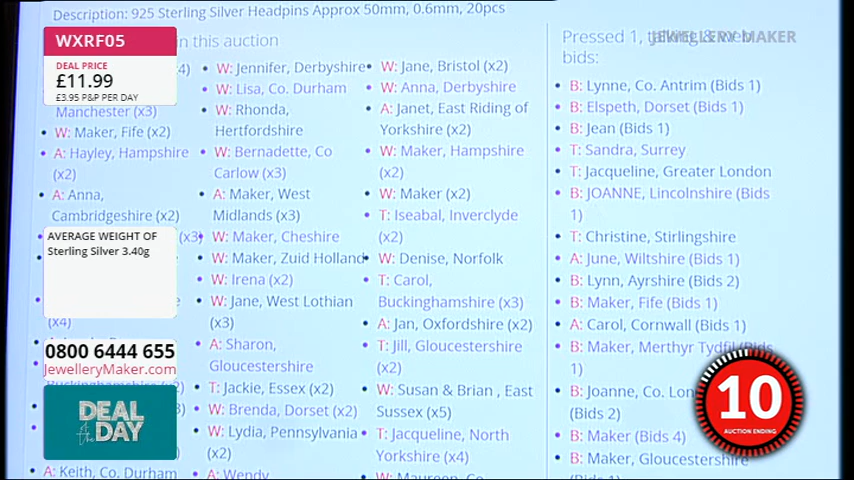 Description: 925 Sterling Silver Headpins Approx 50mm, 0.6mm, 20pcs
WXRF05
DEAL PRICE
£11.99
£3.95 P&P PER DAY
in this auction
Manchester (x3)
• W: Maker, Fife (x2)
• A: Hayley, Hampshire
(x2)
• A: Anna,
Cambridgeshire (x2)
(x3)
AVERAGE WEIGHT OF
Sterling Silver 3.40g
(x4)
0800 6444 655
JewelleryMaker.com
Buckinghamshire (x2)
DEAL
of the
DAY
• A: Keith, Co. Durham
• W: Jennifer, Derbyshire
• W: Lisa, Co. Durham
• W: Rhonda,
Hertfordshire
• W: Bernadette, Co
Carlow (x3)
• A: Maker, West
Midlands (x3)
• W: Maker, Cheshire
• W: Maker, Zuid Holland
• W: Irena (x2)
• W: Jane, West Lothian
(x3)
• A: Sharon,
Gloucestershire
• T: Jackie, Essex (x2)
• W: Brenda, Dorset (x2)
• W: Lydia, Pennsylvania
(x2)
• A: Wendy
• W: Jane, Bristol (x2)
• W: Anna, Derbyshire
• A: Janet, East Riding of
Yorkshire (x2)
• W: Maker, Hampshire
(x2)
• W: Maker (x2)
• T: Iseabal, Inverclyde
(x2)
• W: Denise, Norfolk
• T: Carol,
Buckinghamshire (x3)
• A: Jan, Oxfordshire (x2)
• T: Jill, Gloucestershire
(x2)
• W: Susan & Brian , East
Sussex (x5)
• T: Jacqueline, North
Yorkshire (x4)
• W: Maureen, Co
JEWELLERY MAKER
Pressed 1, talking & web
bids:
• B: Lynne, Co. Antrim (Bids 1)
• B: Elspeth, Dorset (Bids 1)
• B: Jean (Bids 1)
• T: Sandra, Surrey
• T: Jacqueline, Greater London
• B: JOANNE, Lincolnshire (Bids
1)
• T: Christine, Stirlingshire
• A: June, Wiltshire (Bids 1)
• B: Lynn, Ayrshire (Bids 2)
• B: Maker, Fife (Bids 1)
• A: Carol, Cornwall (Bids 1)
• B: Maker, Merthyr Tydfil (Bids
1)
• B: Joanne, Co. Lon
(Bids 2)
• B: Maker (Bids 4)
• B: Maker, Gloucestershire
(Bids 1)
10
AUCTION ENDING